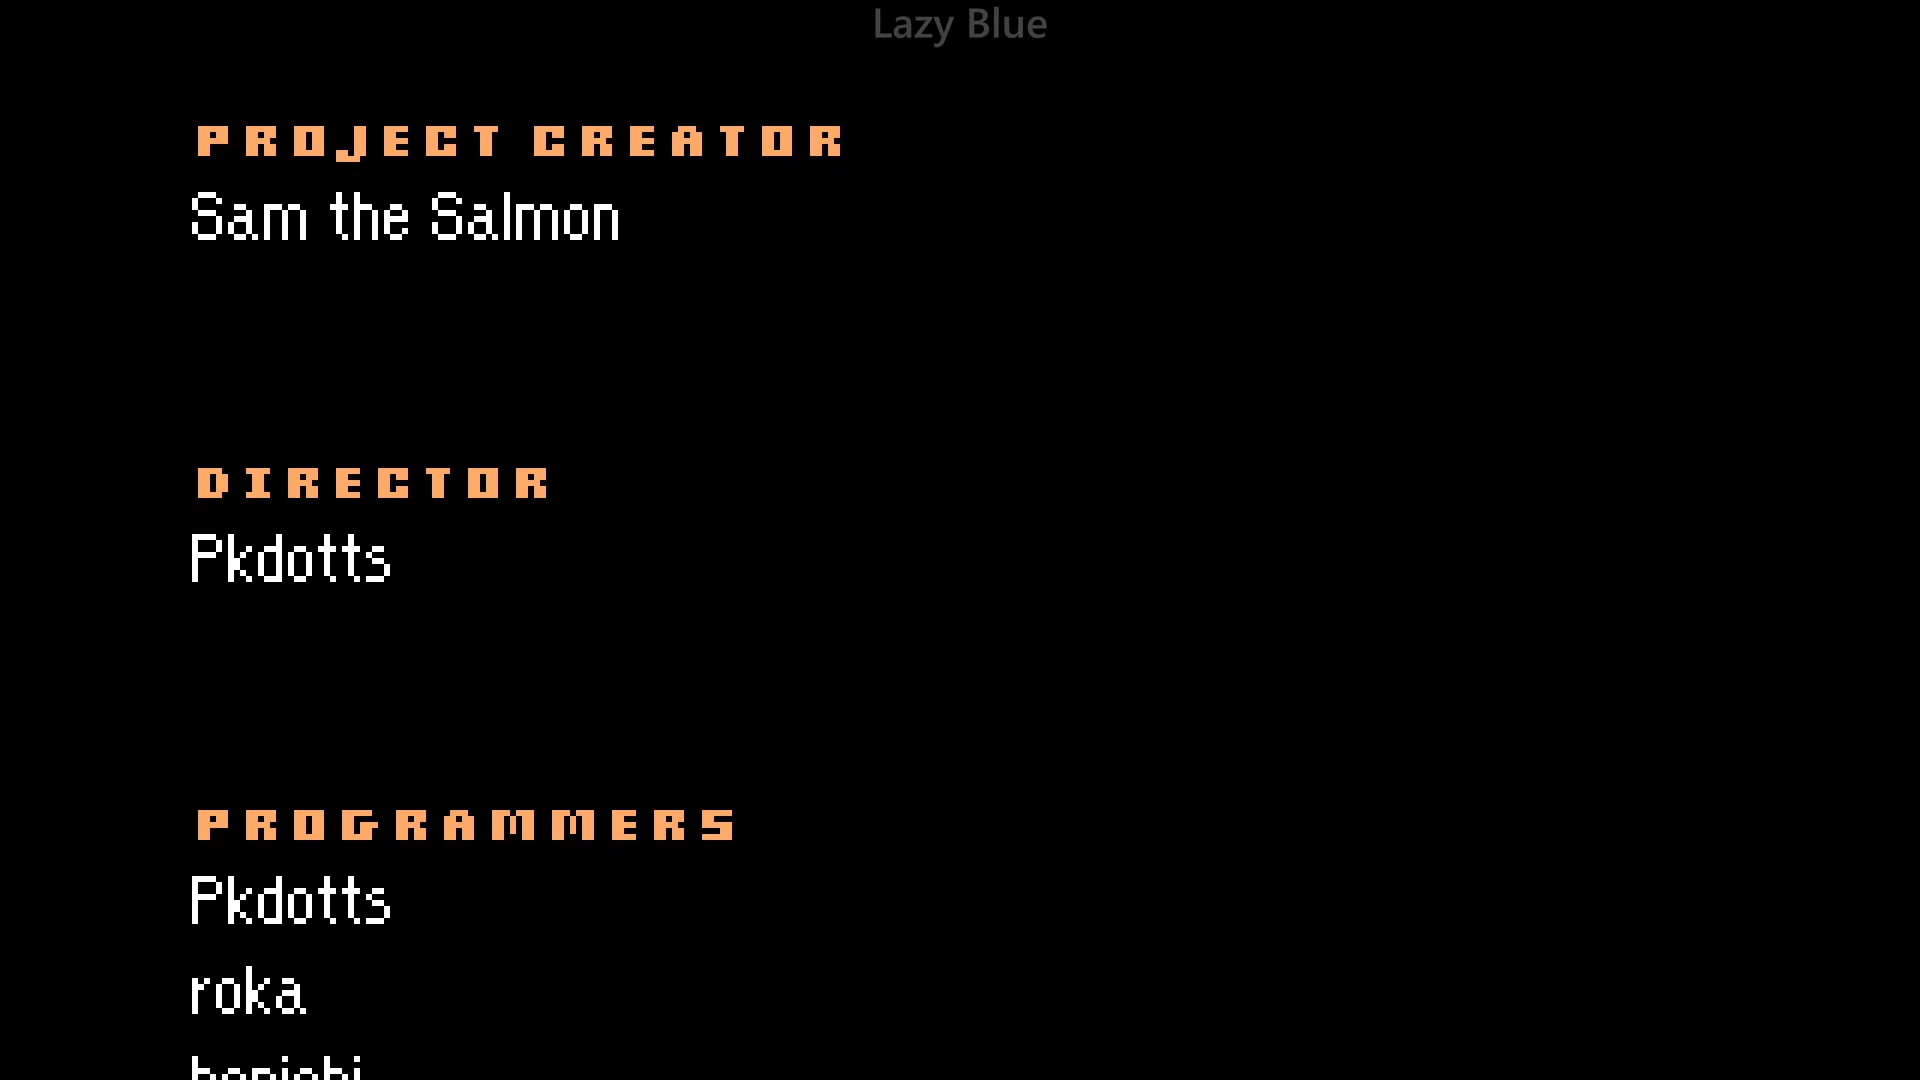 Lazy Blue
PROJECT CREATOR
Sam the Salmon
DIRECTOR
Pkdotts
PROGRAMMERS
Pkdotts
roka